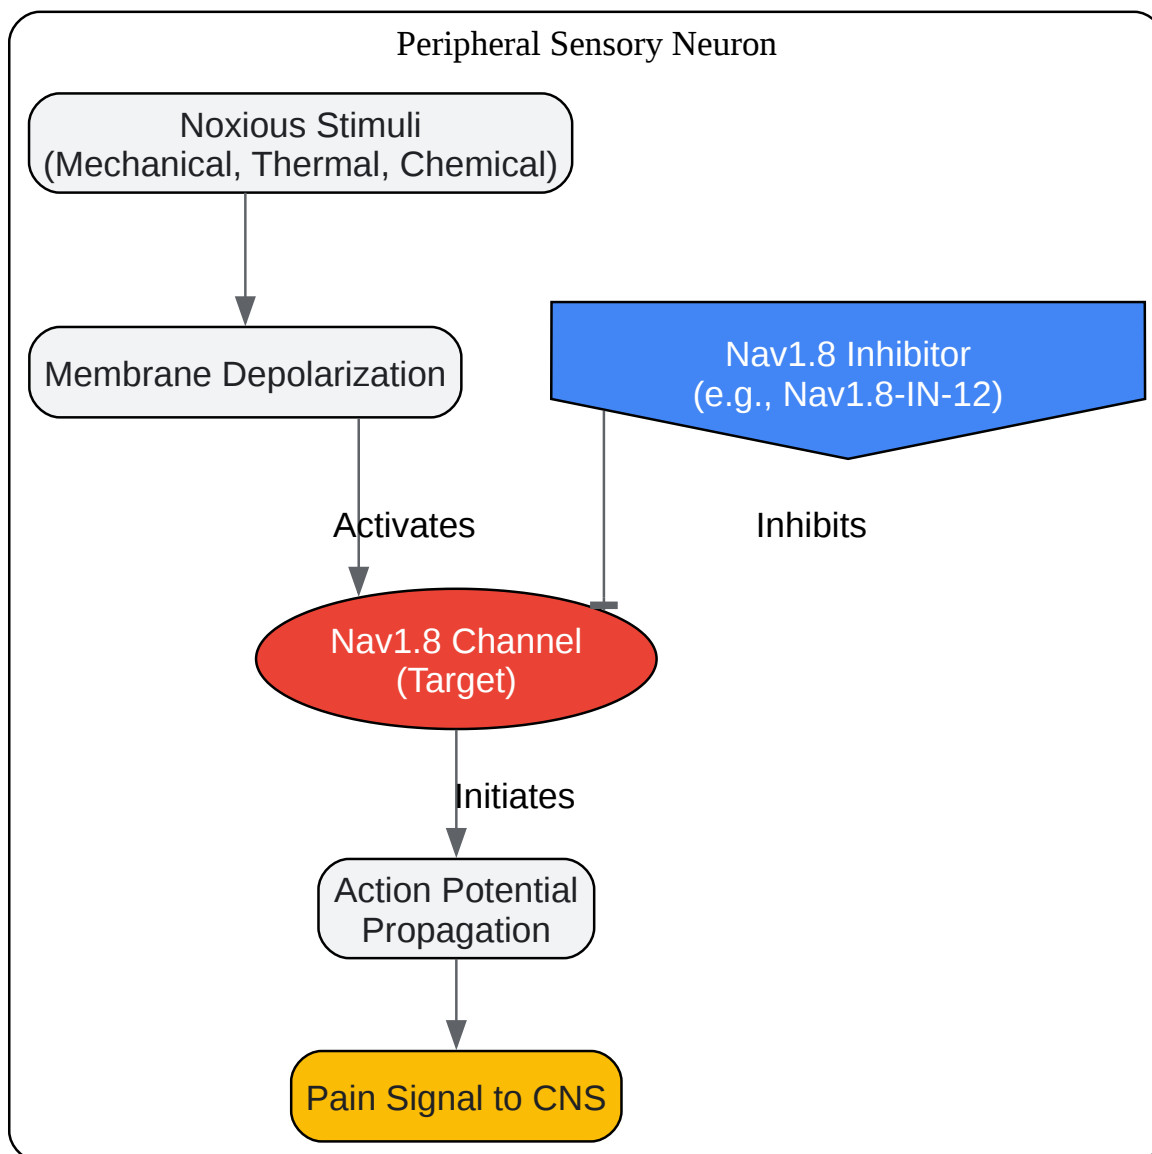 Peripheral Sensory Neuron
Noxious Stimuli
(Mechanical, Thermal, Chemical)
Membrane Depolarization
Nav1.8 Inhibitor
(e.g., Nav1.8-IN-12)
Activates
Inhibits
Nav1.8 Channel
(Target)
Initiates
Action Potential
Propagation
Pain Signal to CNS